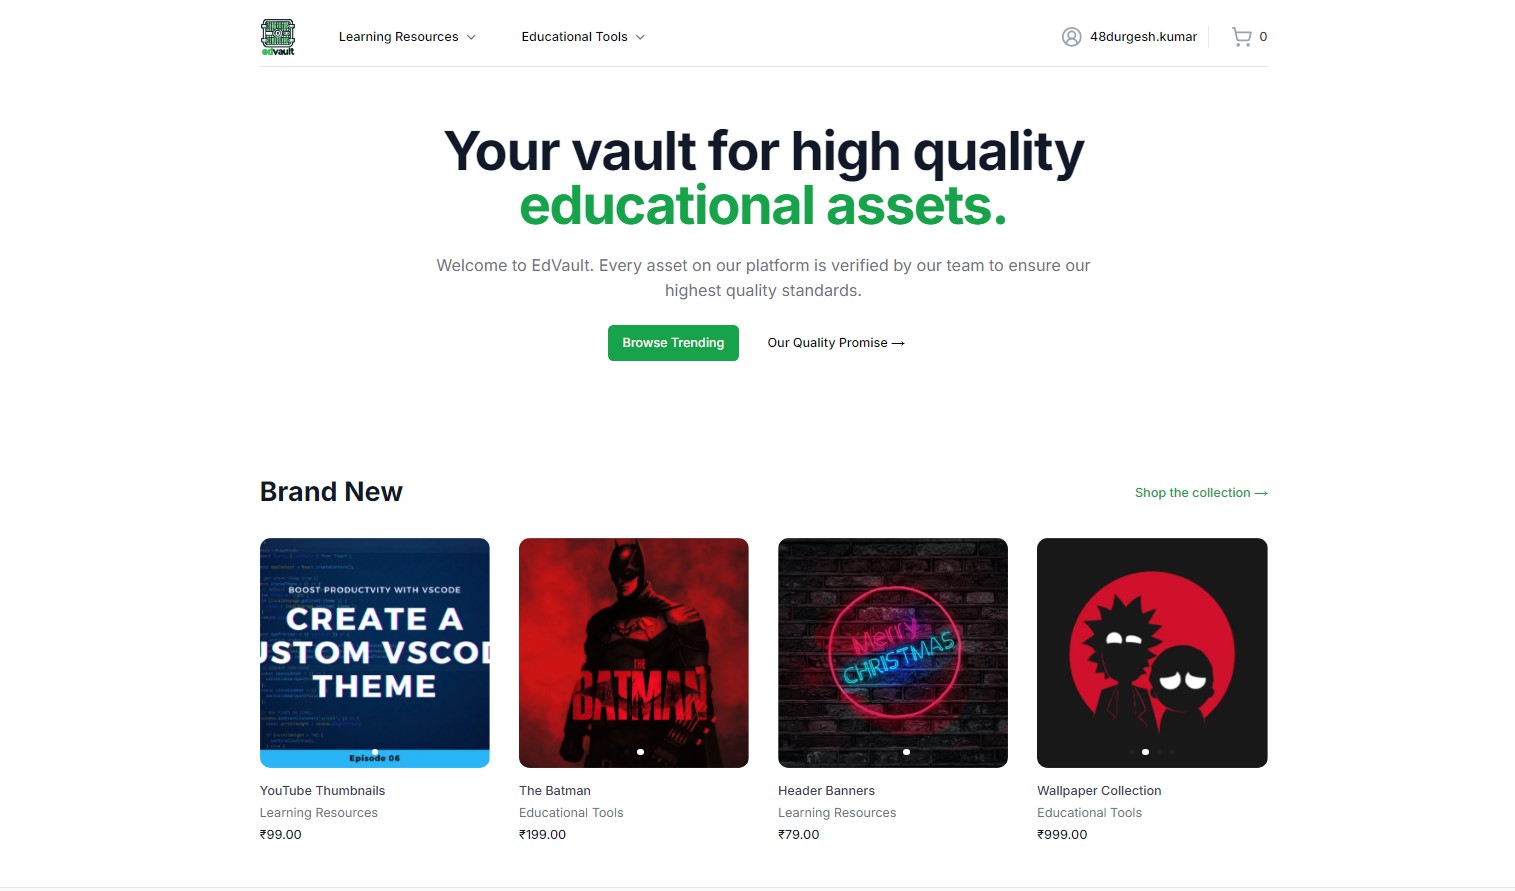 edvault
Learning Resources
Educational Tools
48durgesh.kumar
0
Your vault for high quality
educational assets.
Welcome to EdVault. Every asset on our platform is verified by our team to ensure our
highest quality standards.
Browse Trending
Our Quality Promise →
Brand New
Shop the collection →
BOOST PRODUCTVITY WITH VSCODE
CREATE A
USTOM VSCOD
THEME
Episode 06
THE
BATMAN
Merry
CHRISTMAS
YouTube Thumbnails
Learning Resources
₹99.00
The Batman
Educational Tools
₹199.00
Header Banners
Learning Resources
₹79.00
Wallpaper Collection
Educational Tools
₹999.00